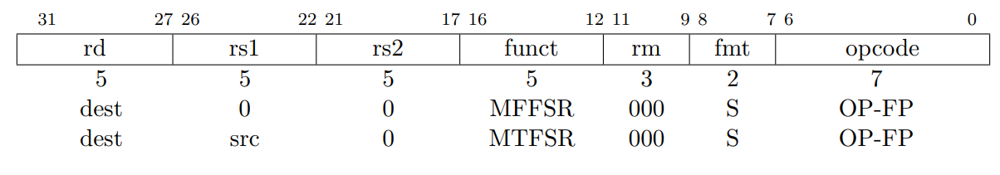 31 27 26 22 21 17 16 12 11 9 8 7 6 0
rd rs1 rs2 funct rm fmt opcode
5 5 5 5 3 2 7
dest 0 0 MFFSR 000 S OP-FP
dest src 0 MTFSR 000 S OP-FP